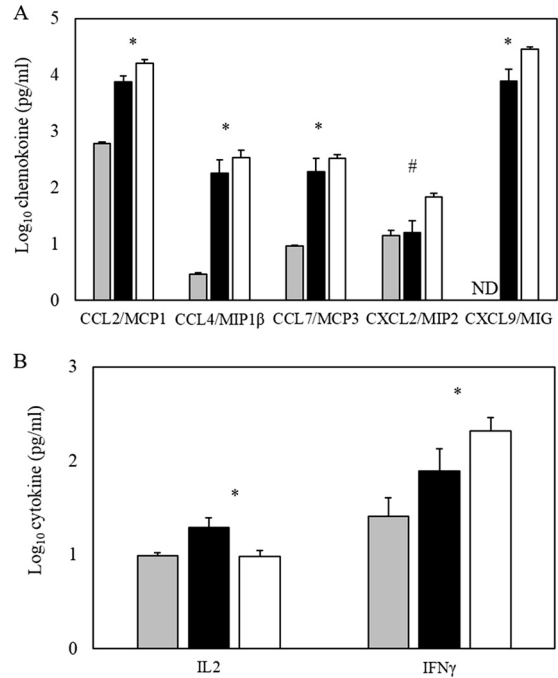 A
Log10 chemokoine (pg/ml)
5
4
3
2
1
0
*
*
*
#
*
ND
CCL2/MCP1 CCL4/MIP1β CCL7/MCP3 CXCL2/MIP2 CXCL9/MIG
B
Log10 cytokine (pg/ml)
3
2
1
0
*
*
IL2 IFNγ